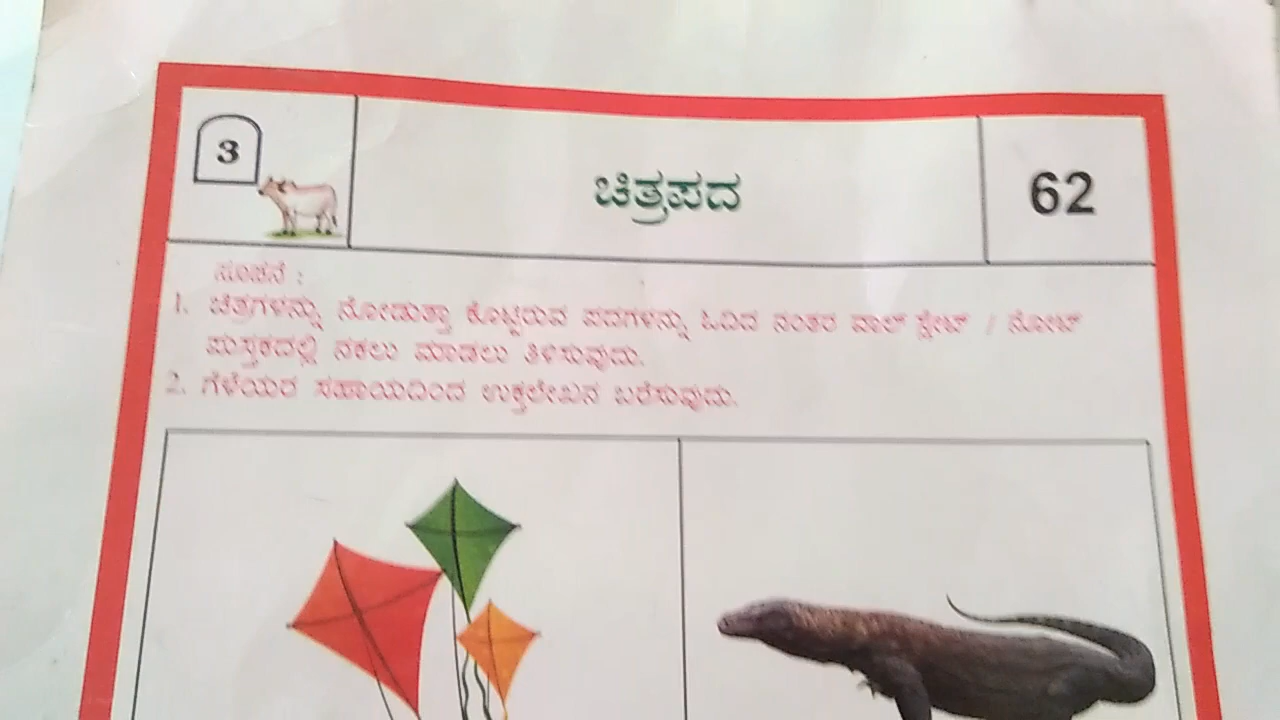 3
ಚಿತ್ರಪದ
62
ಸೂಚನೆ :
1. ಚಿತ್ರಗಳನ್ನು ನೋಡುತ್ತಾ ಕೊಟ್ಟಿರುವ ಪದಗಳನ್ನು ಓದಿದ ನಂತರ ವಾಲ್ ಸ್ಲೇಟ್ / ನೋಟ್
ಪುಸ್ತಕದಲ್ಲಿ ನಕಲು ಮಾಡಲು ತಿಳಿಸುವುದು.
2. ಗೆಳೆಯರ ಸಹಾಯದಿಂದ ಉಕ್ತಲೇಖನ ಬರೆಸುವುದು.